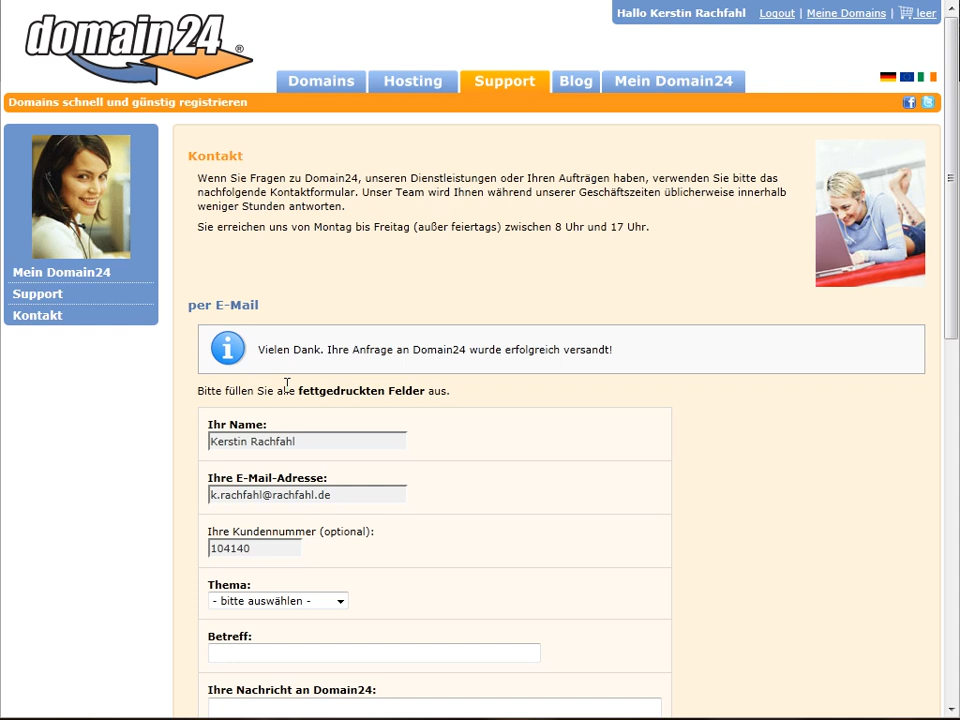 Hallo Kerstin Rachfahl Logout | Meine Domains | leer
domain24®
Domains Hosting Support Blog Mein Domain24
Domains schnell und günstig registrieren
Mein Domain24
Support
Kontakt
Kontakt
Wenn Sie Fragen zu Domain24, unseren Dienstleistungen oder Ihren Aufträgen haben, verwenden Sie bitte das
nachfolgende Kontaktformular. Unser Team wird Ihnen während unserer Geschäftszeiten üblicherweise innerhalb
weniger Stunden antworten.
Sie erreichen uns von Montag bis Freitag (außer feiertags) zwischen 8 Uhr und 17 Uhr.
per E-Mail
Vielen Dank. Ihre Anfrage an Domain24 wurde erfolgreich versandt!
Bitte füllen Sie alle fettgedruckten Felder aus.
Ihr Name:
Kerstin Rachfahl
Ihre E-Mail-Adresse:
k.rachfahl@rachfahl.de
Ihre Kundennummer (optional):
104140
Thema:
- bitte auswählen -
Betreff:
Ihre Nachricht an Domain24: